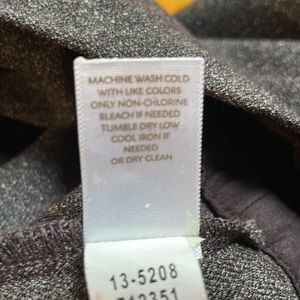 MACHINE WASH COLD
WITH LIKE COLORS
ONLY NON-CHLORINE
BLEACH IF NEEDED
TUMBLE DRY LOW
COOL IRON IF
NEEDED
OR DRY CLEAN
13-5208